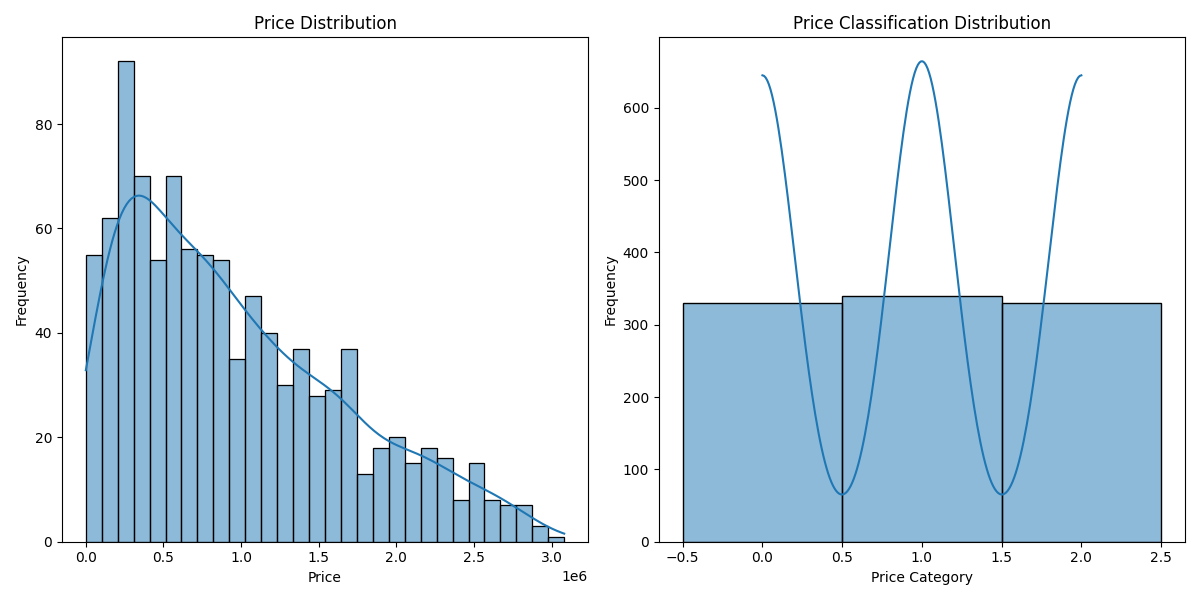 Price Distribution
Frequency
80
60
40
20
0
0.0 0.5 1.0 1.5 2.0 2.5 3.0
1e6
Price
Price Classification Distribution
Frequency
600
500
400
300
200
100
0
−0.5 0.0 0.5 1.0 1.5 2.0 2.5
Price Category